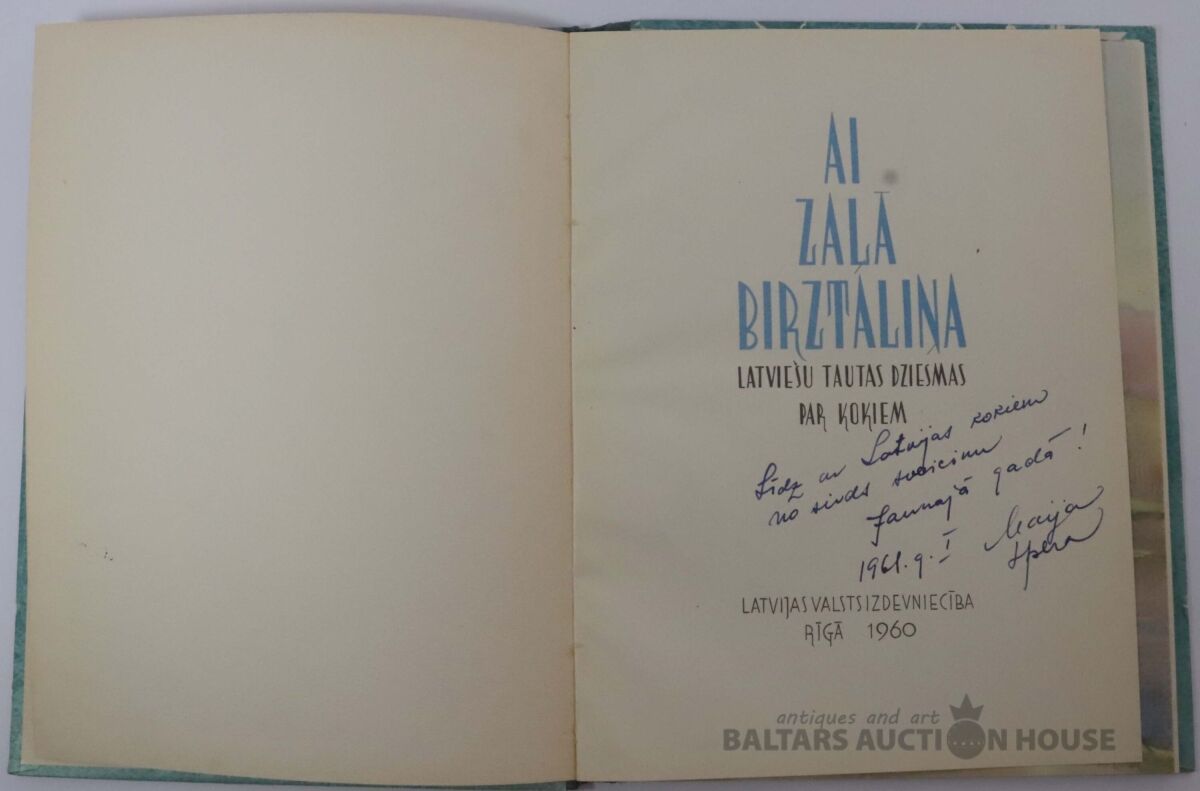 AI
ZAĻĀ
BIRZTALIŅA
LATVIEŠU TAUTAS DZIESMAS
PAR KOKIEM
Līdz ar Latvijas kokiem
no sirds sveicinu
Jaunajā gadā!
1961.g. I Maija
LATVIJAS VALSTS IZDEVNIECĪBA
RĪGĀ 1960
antiques and art
BALTARS AUCTION HOUSE